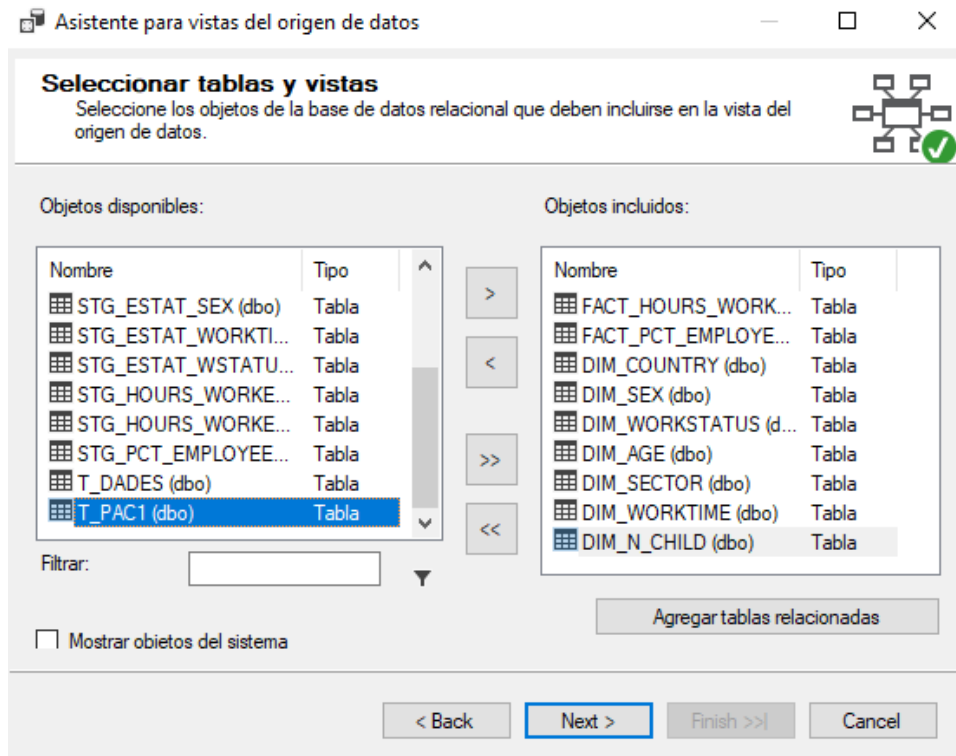 Asistente para vistas del origen de datos
Seleccionar tablas y vistas
Seleccione los objetos de la base de datos relacional que deben incluirse en la vista del
origen de datos.
Objetos disponibles:
Nombre Tipo
STG_ESTAT_SEX (dbo) Tabla
STG_ESTAT_WORKTI... Tabla
STG_ESTAT_WSTATU... Tabla
STG_HOURS_WORKE... Tabla
STG_HOURS_WORKE... Tabla
STG_PCT_EMPLOYEE... Tabla
T_DADES (dbo) Tabla
T_PAC1 (dbo) Tabla
Filtrar:
Mostrar objetos del sistema
>
<
>>
<<
Objetos incluidos:
Nombre Tipo
FACT_HOURS_WORK... Tabla
FACT_PCT_EMPLOYE... Tabla
DIM_COUNTRY (dbo) Tabla
DIM_SEX (dbo) Tabla
DIM_WORKSTATUS (d... Tabla
DIM_AGE (dbo) Tabla
DIM_SECTOR (dbo) Tabla
DIM_WORKTIME (dbo) Tabla
DIM_N_CHILD (dbo) Tabla
Agregar tablas relacionadas
< Back
Next >
Finish >>|
Cancel